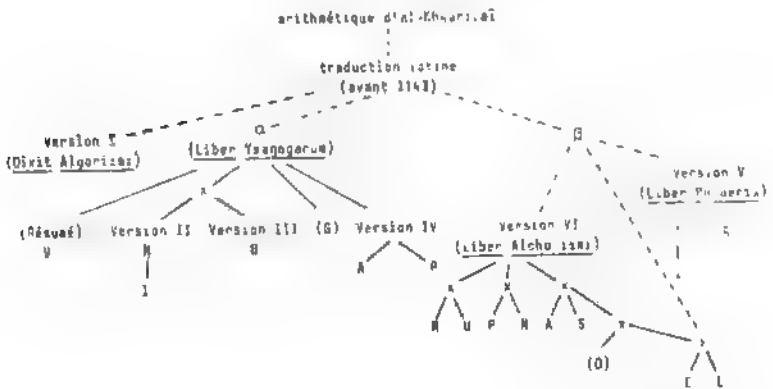 arithmétique d'al-Khwarizmî
traduction latine
(avant 1143)
Version I
(Dixit Algorizmi)
α
(Liber Ysagogarum)
β
Version V
(Liber Pulveris)
x
(Résumé) Version II Version III (G) Version IV
V M B
I
A P
Version VI
(Liber Alchorismi)
x x x x
M U P N A S
(O)
x
E L